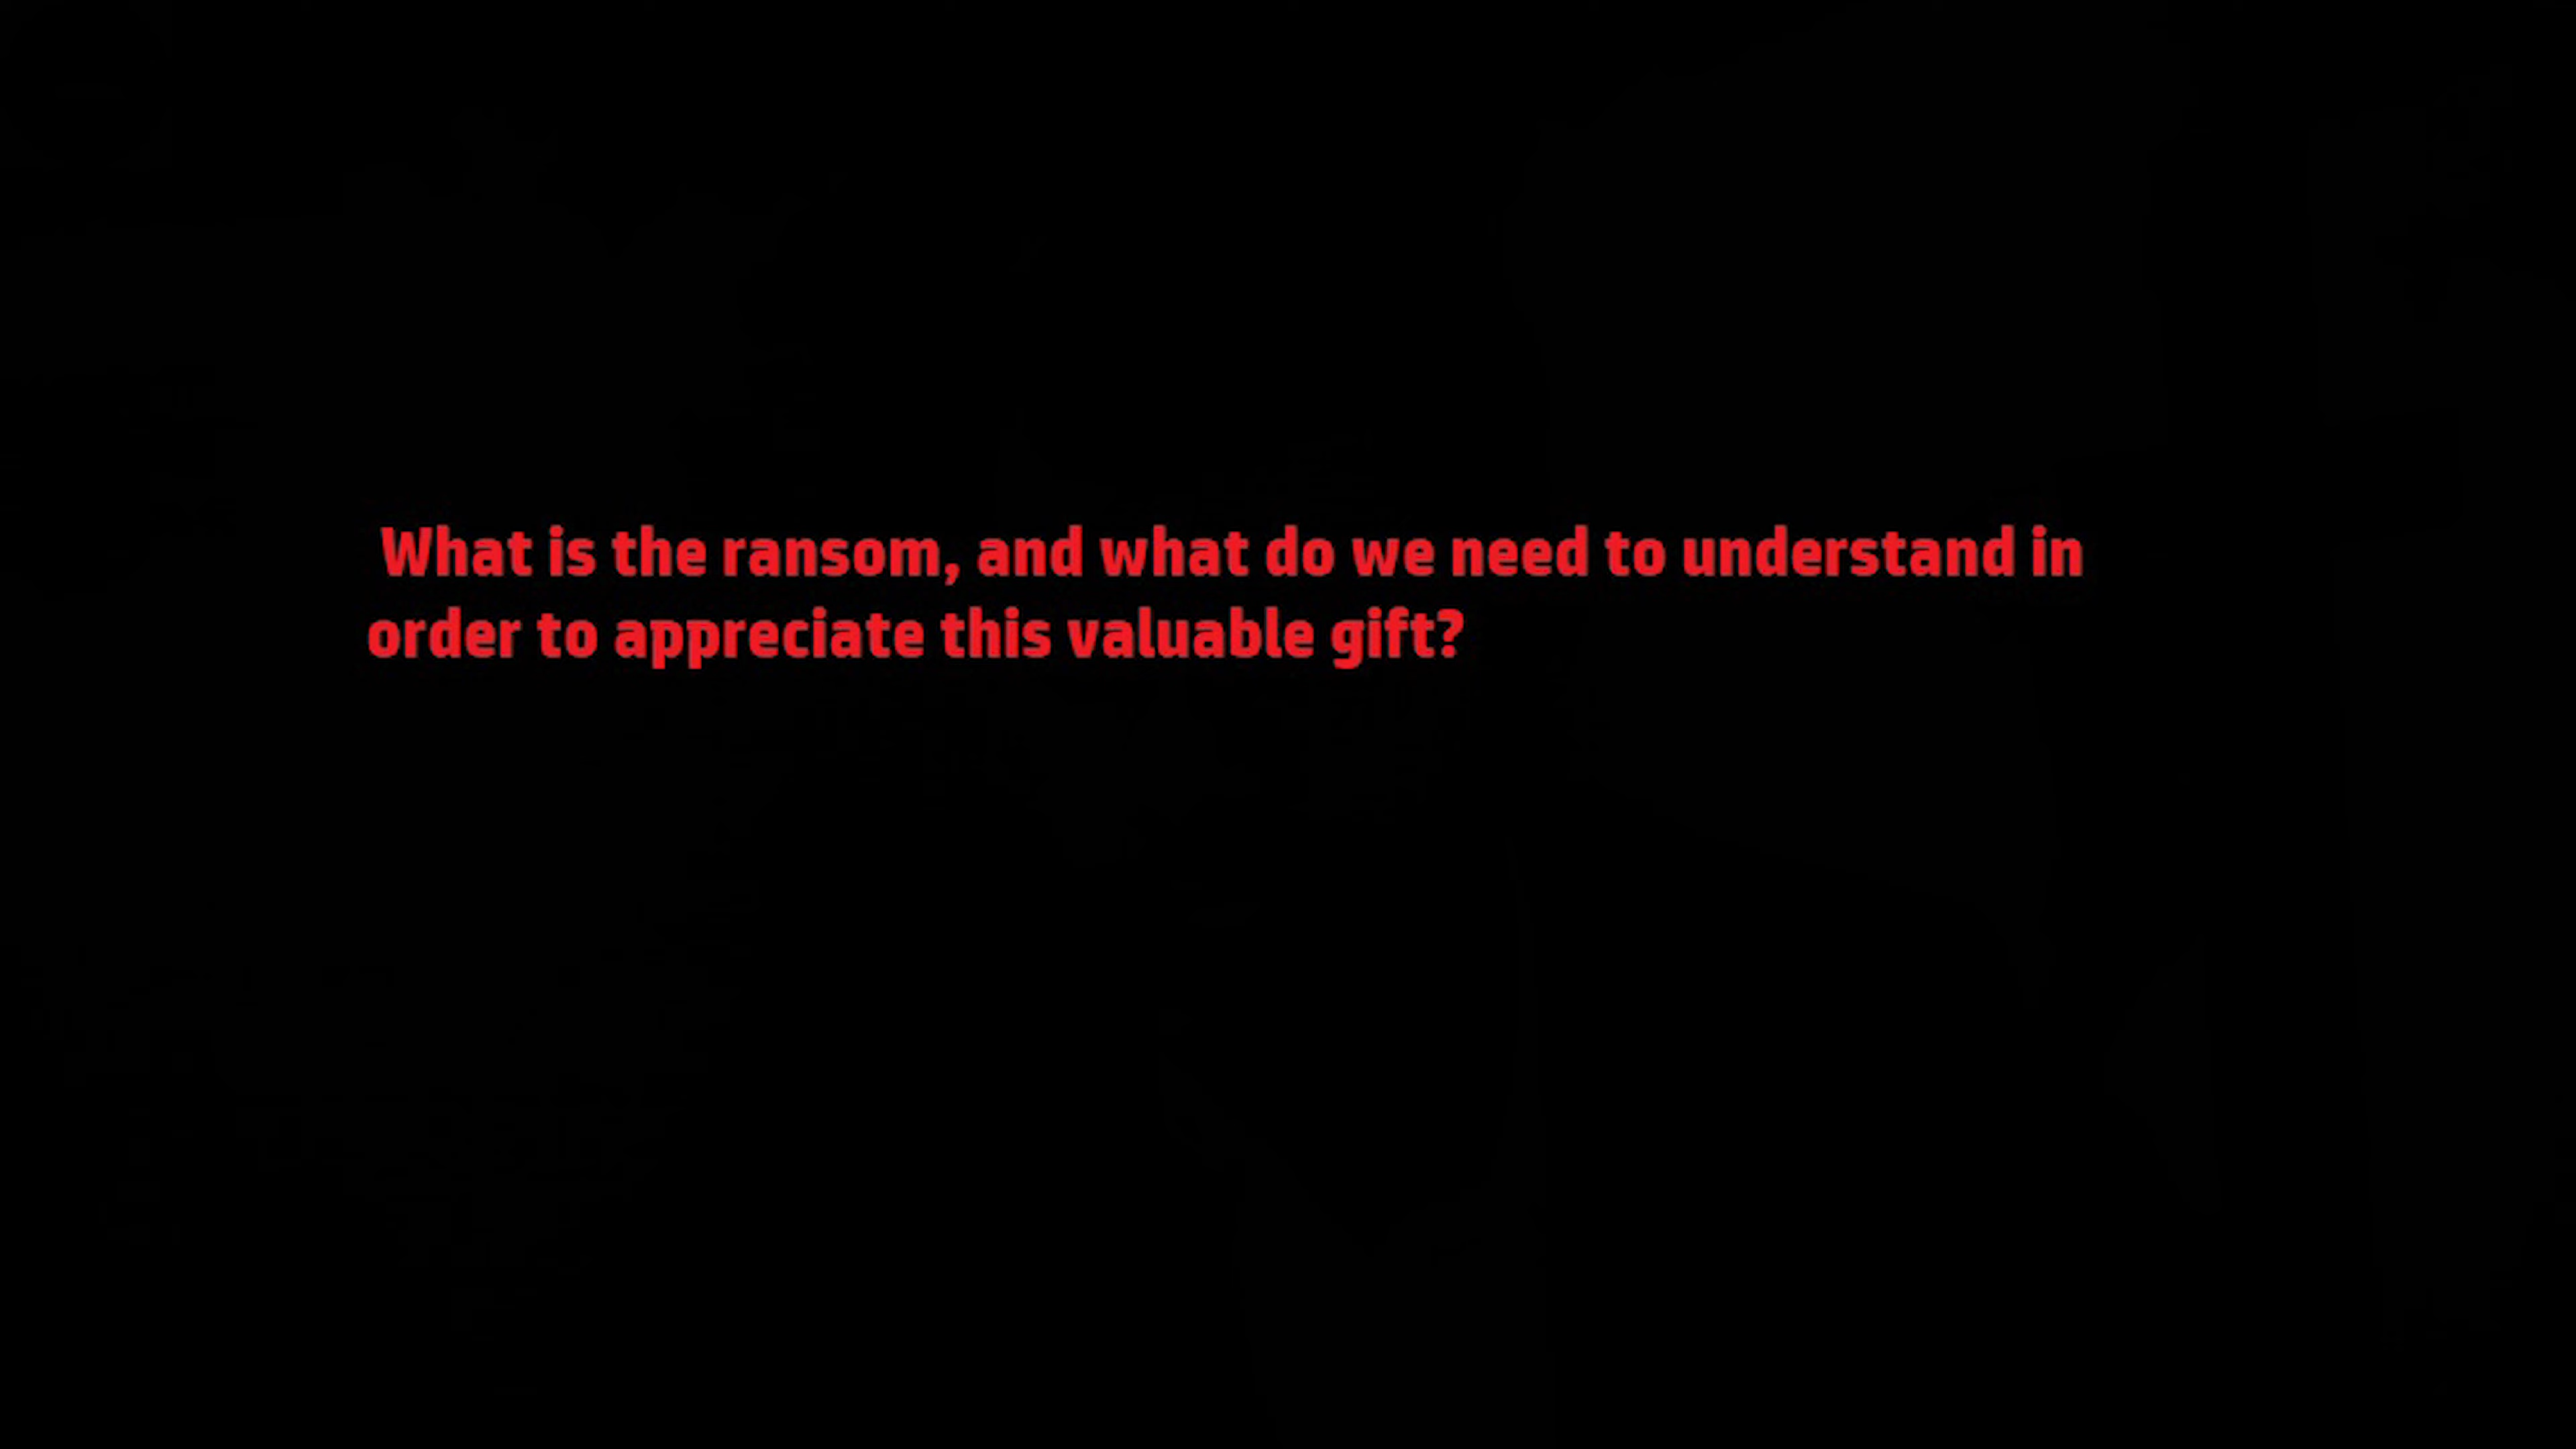 What is the ransom, and what do we need to understand in
order to appreciate this valuable gift?